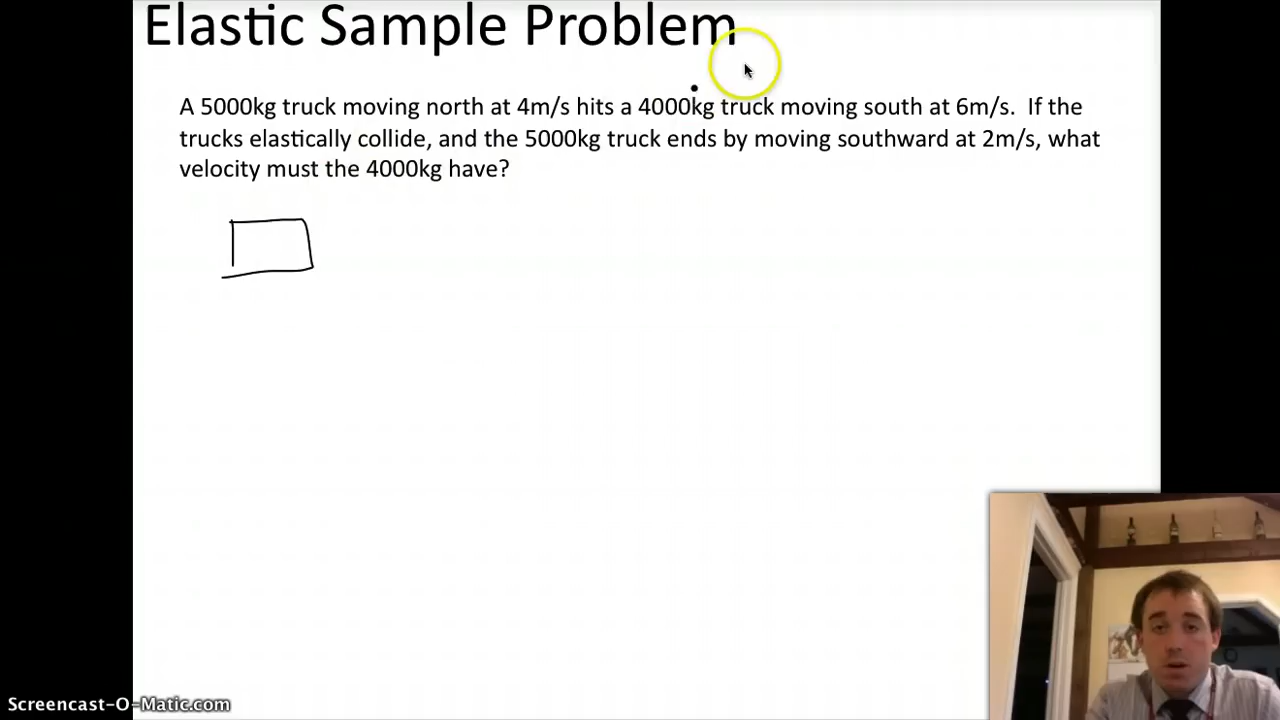 Elastic Sample Problem
A 5000kg truck moving north at 4m/s hits a 4000kg truck moving south at 6m/s.  If the
trucks elastically collide, and the 5000kg truck ends by moving southward at 2m/s, what
velocity must the 4000kg have?
Screencast-O-Matic.com